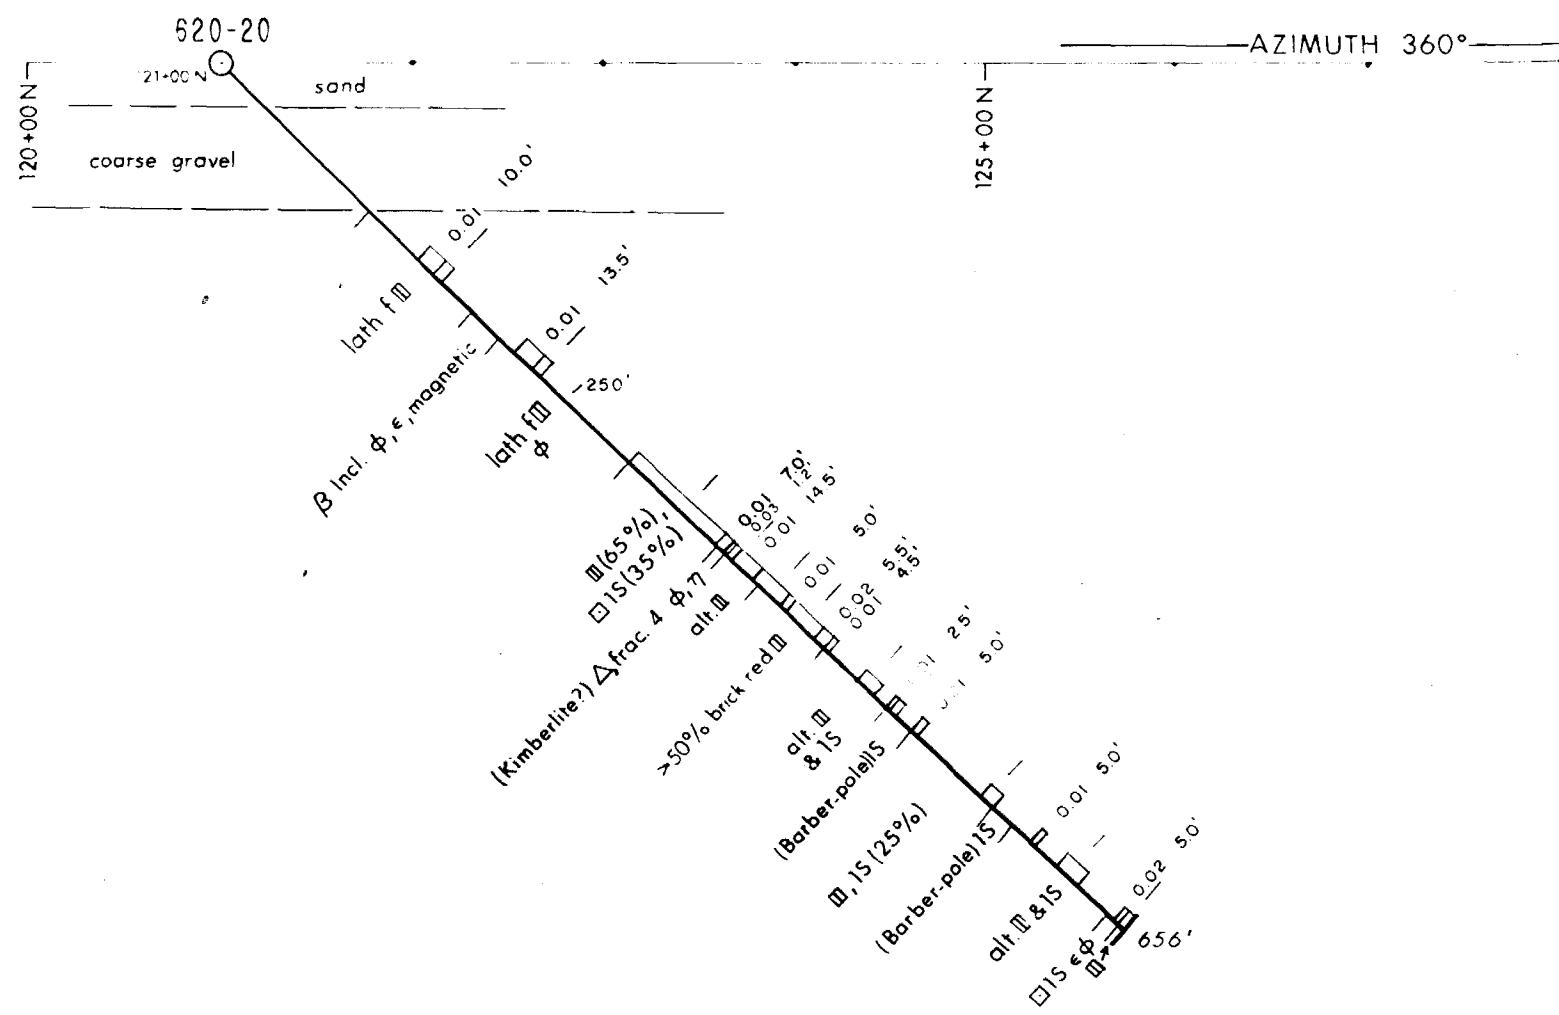 620-20
AZIMUTH 360°
21+00 N
120+00 N
125+00 N
sand
coarse gravel
0.01 10.0'
lath f
0.01 13.5'
β Incl. ϕ, ϵ, magnetic
250'
lath f
ϕ
0.01 7.0'
0.03 1.2'
0.01 14.5'
(65%),
1S (35%)
(Kimberlite?) △, frac. 4 ϕ, η
alt.
0.01 5.0'
0.02 5.5'
0.01 4.5'
>50% brick red
2.5'
alt.
& 1S
5.0'
(Barber-pole) 1S
, 1S (25%)
(Barber-pole) 1S
0.01 5.0'
alt. & 1S
0.02 5.0'
1S ϵ ϕ
656'